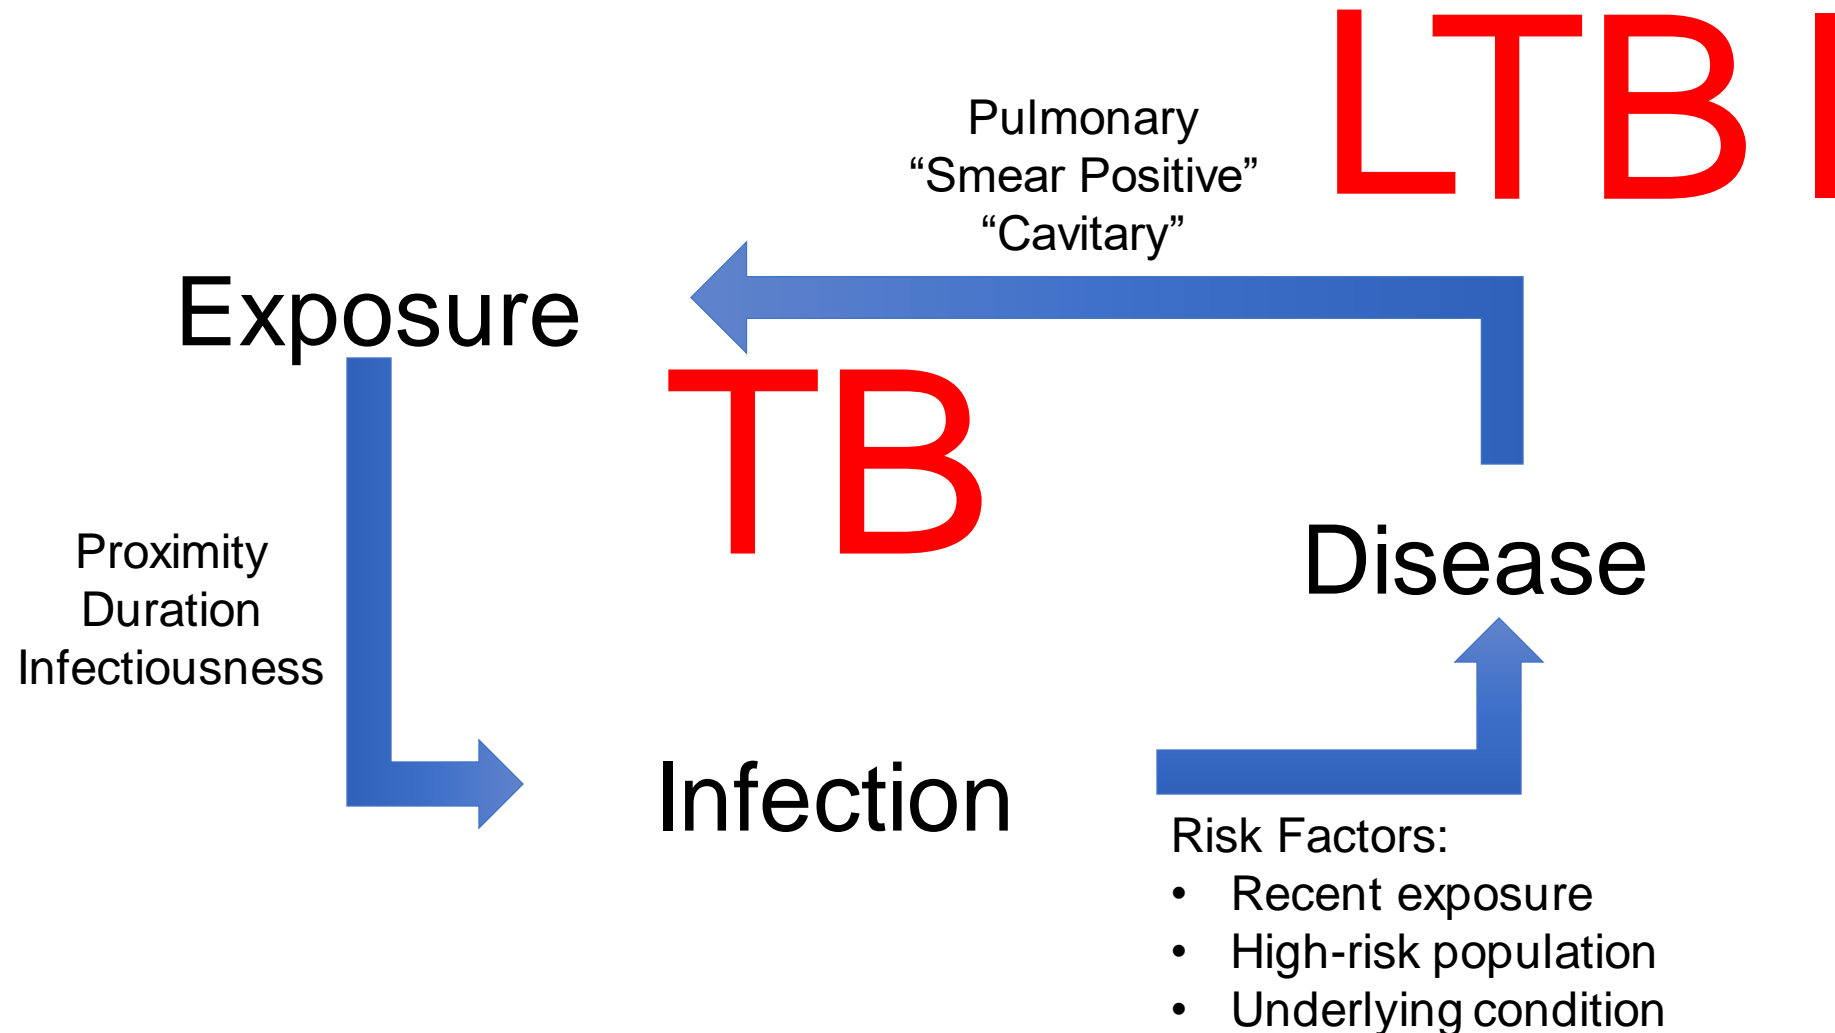 LTB I
Pulmonary
“Smear Positive”
“Cavitary”
Exposure
TB
Proximity
Duration
Infectiousness
Disease
Infection
Risk Factors:
• Recent exposure
• High-risk population
• Underlying condition